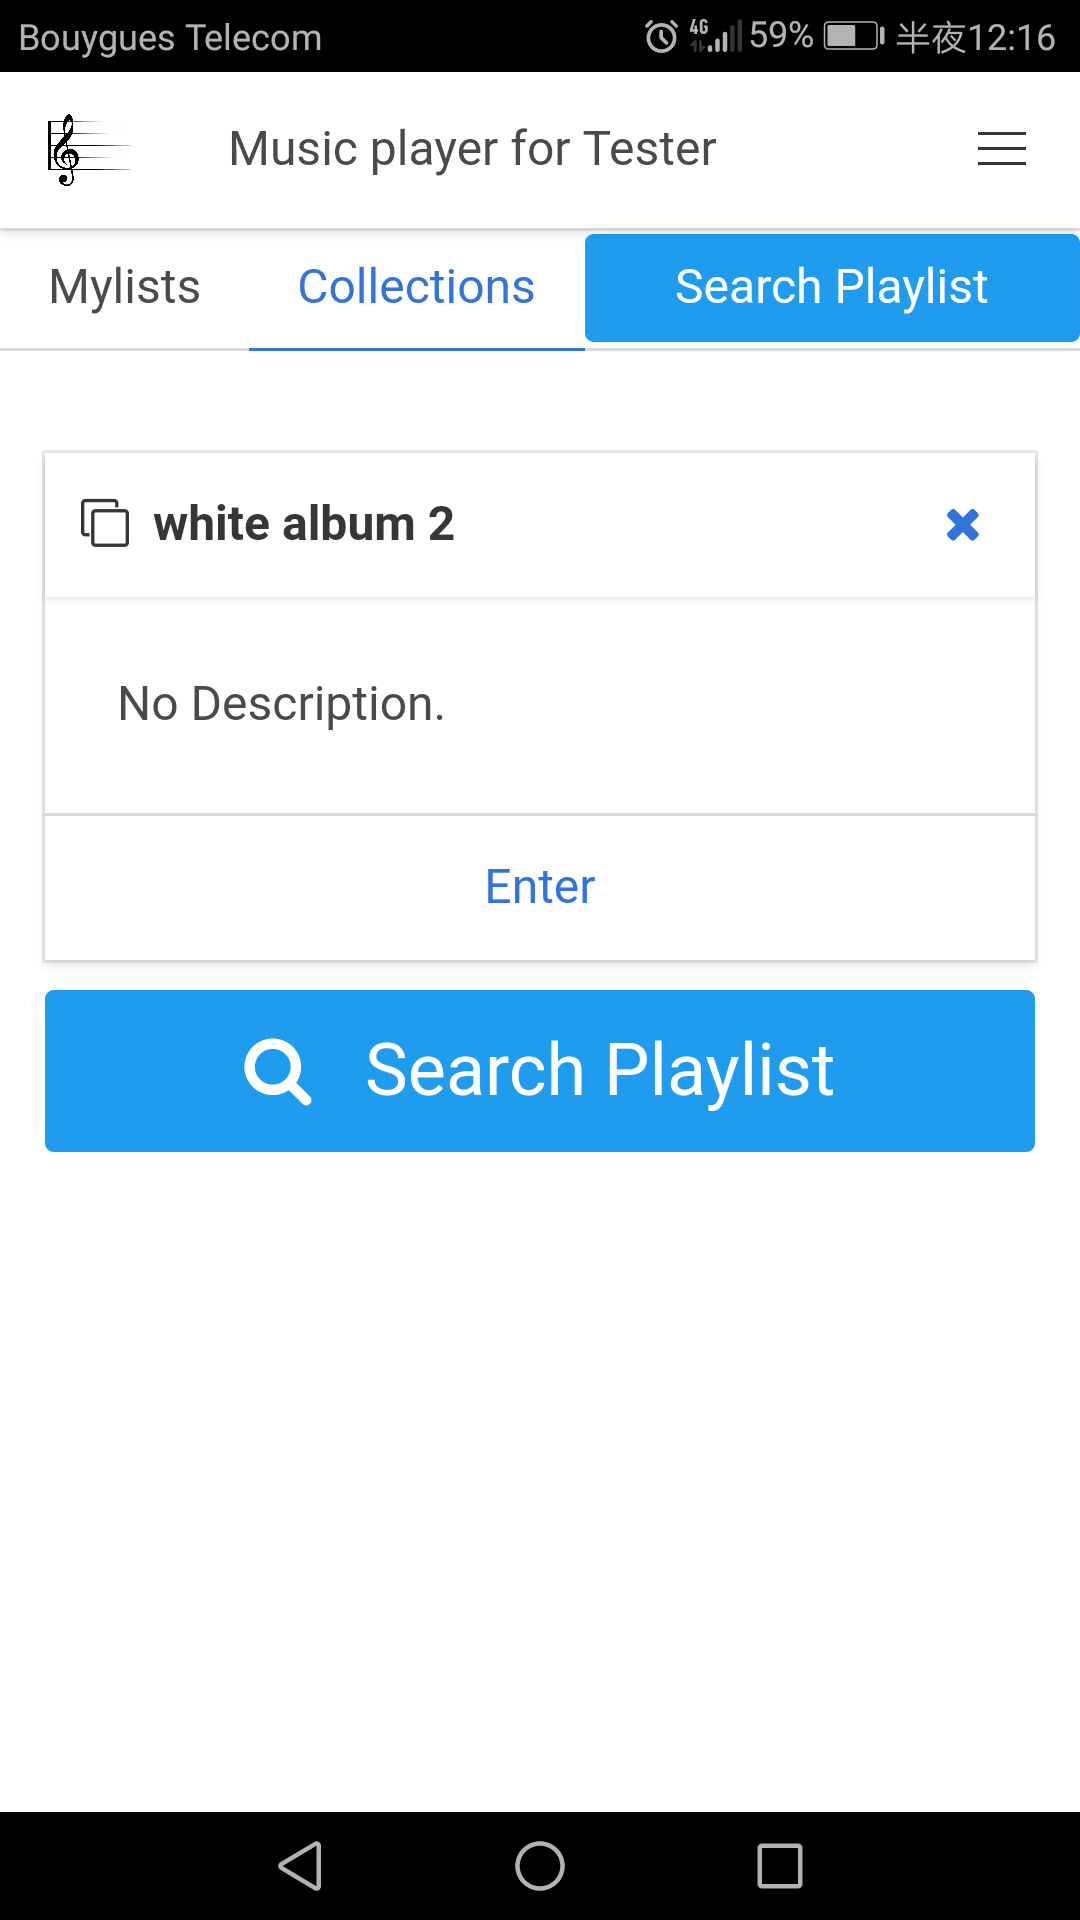 Bouygues Telecom 4G 59% 半夜12:16
Music player for Tester
Mylists Collections Search Playlist
white album 2
No Description.
Enter
Search Playlist